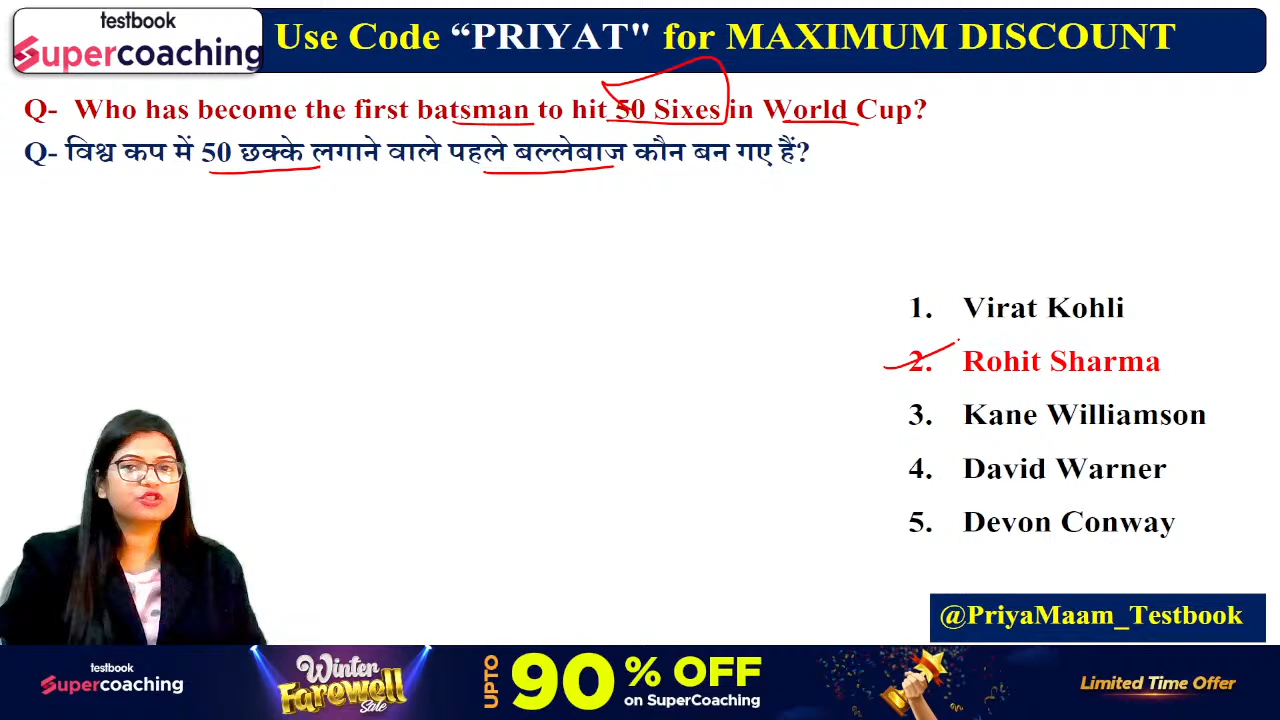 testbook
Supercoaching
Use Code “PRIYAT" for MAXIMUM DISCOUNT
Q- Who has become the first batsman to hit 50 Sixes in World Cup?
Q- विश्व कप में 50 छक्के लगाने वाले पहले बल्लेबाज कौन बन गए हैं?
1. Virat Kohli
2. Rohit Sharma
3. Kane Williamson
4. David Warner
5. Devon Conway
@PriyaMaam_Testbook
testbook
Supercoaching
Winter
Farewell
Sale
UPTO 90 % OFF
on SuperCoaching
Limited Time Offer